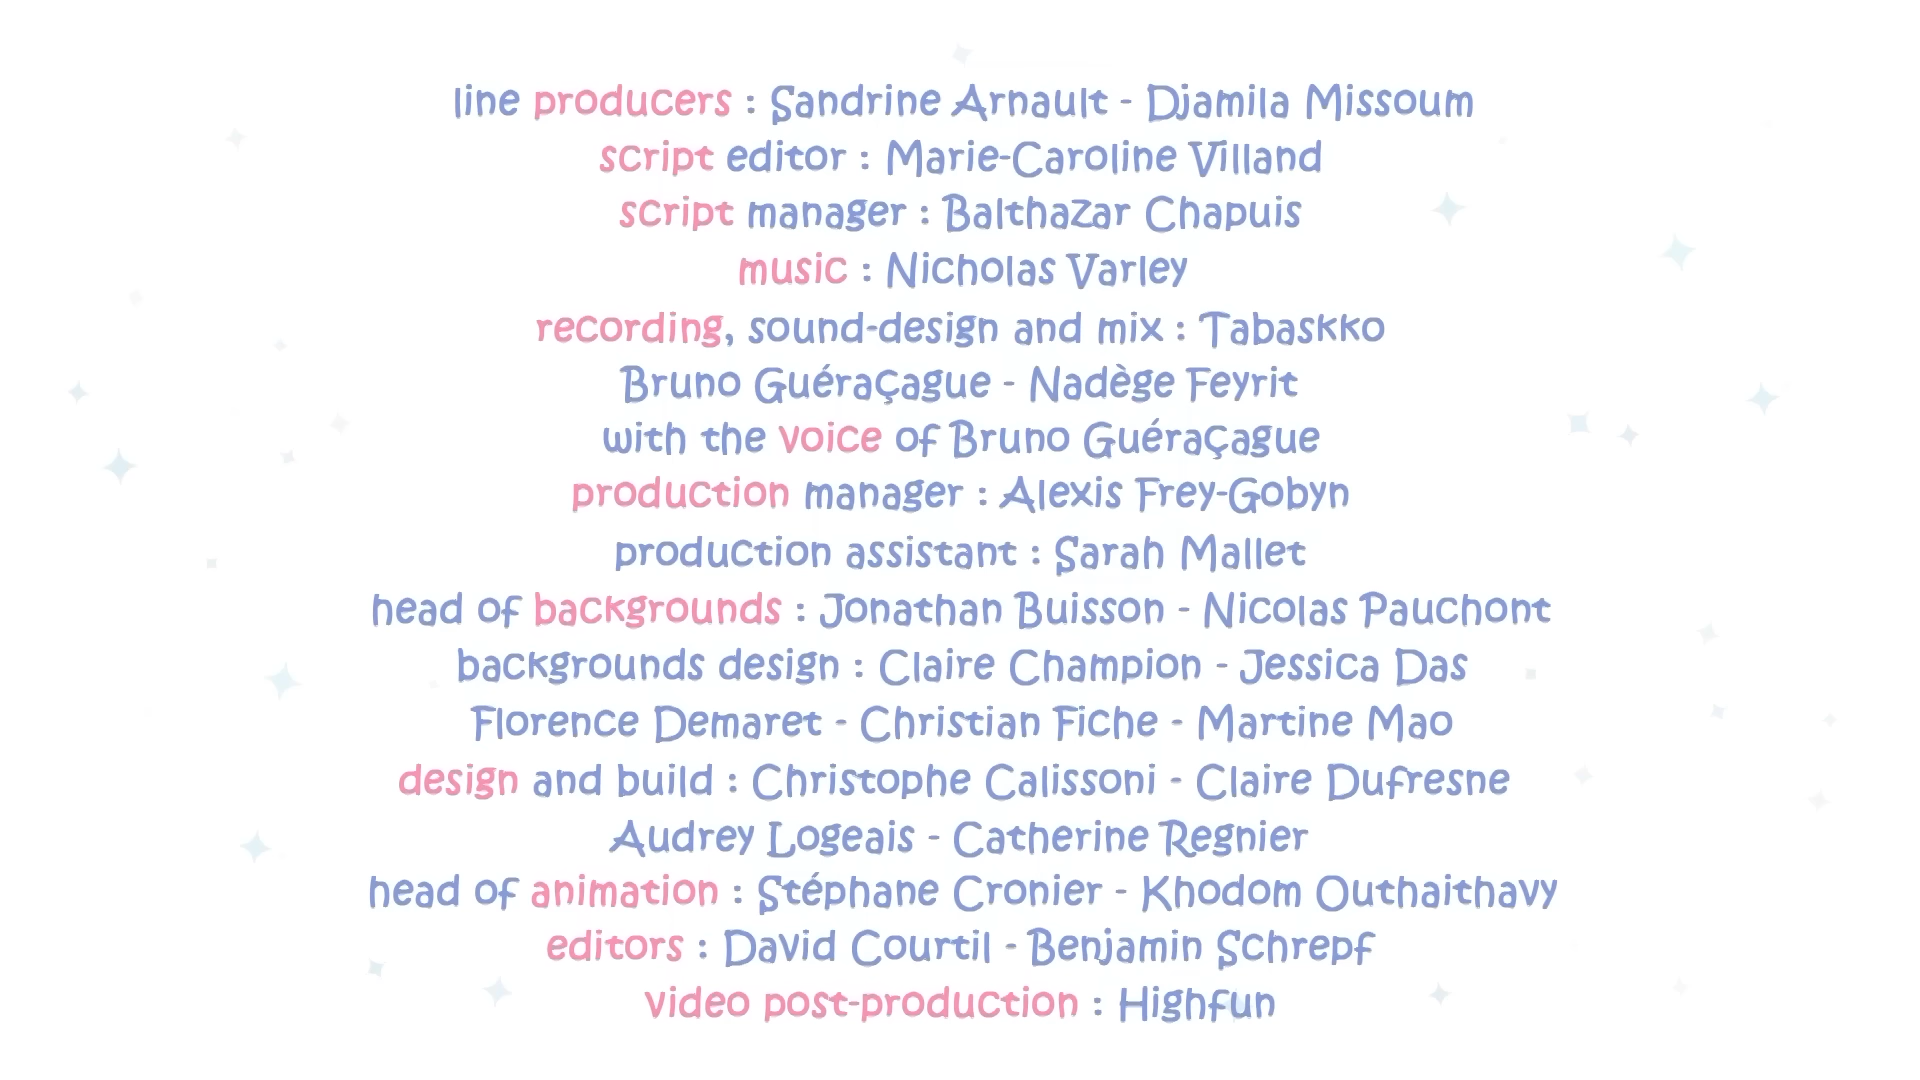 line producers : Sandrine Arnault - Djamila Missoum
script editor : Marie-Caroline Villand
script manager : Balthazar Chapuis
music : Nicholas Varley
recording, sound-design and mix : Tabaskko
Bruno Guéraçague - Nadège Feyrit
with the voice of Bruno Guéraçague
production manager : Alexis Frey-Gobyn
production assistant : Sarah Mallet
head of backgrounds : Jonathan Buisson - Nicolas Pauchont
backgrounds design : Claire Champion - Jessica Das
Florence Demaret - Christian Fiche - Martine Mao
design and build : Christophe Calissoni - Claire Dufresne
Audrey Logeais - Catherine Regnier
head of animation : Stéphane Cronier - Khodom Outhaithavy
editors : David Courtil - Benjamin Schrepf
video post-production : Highfun